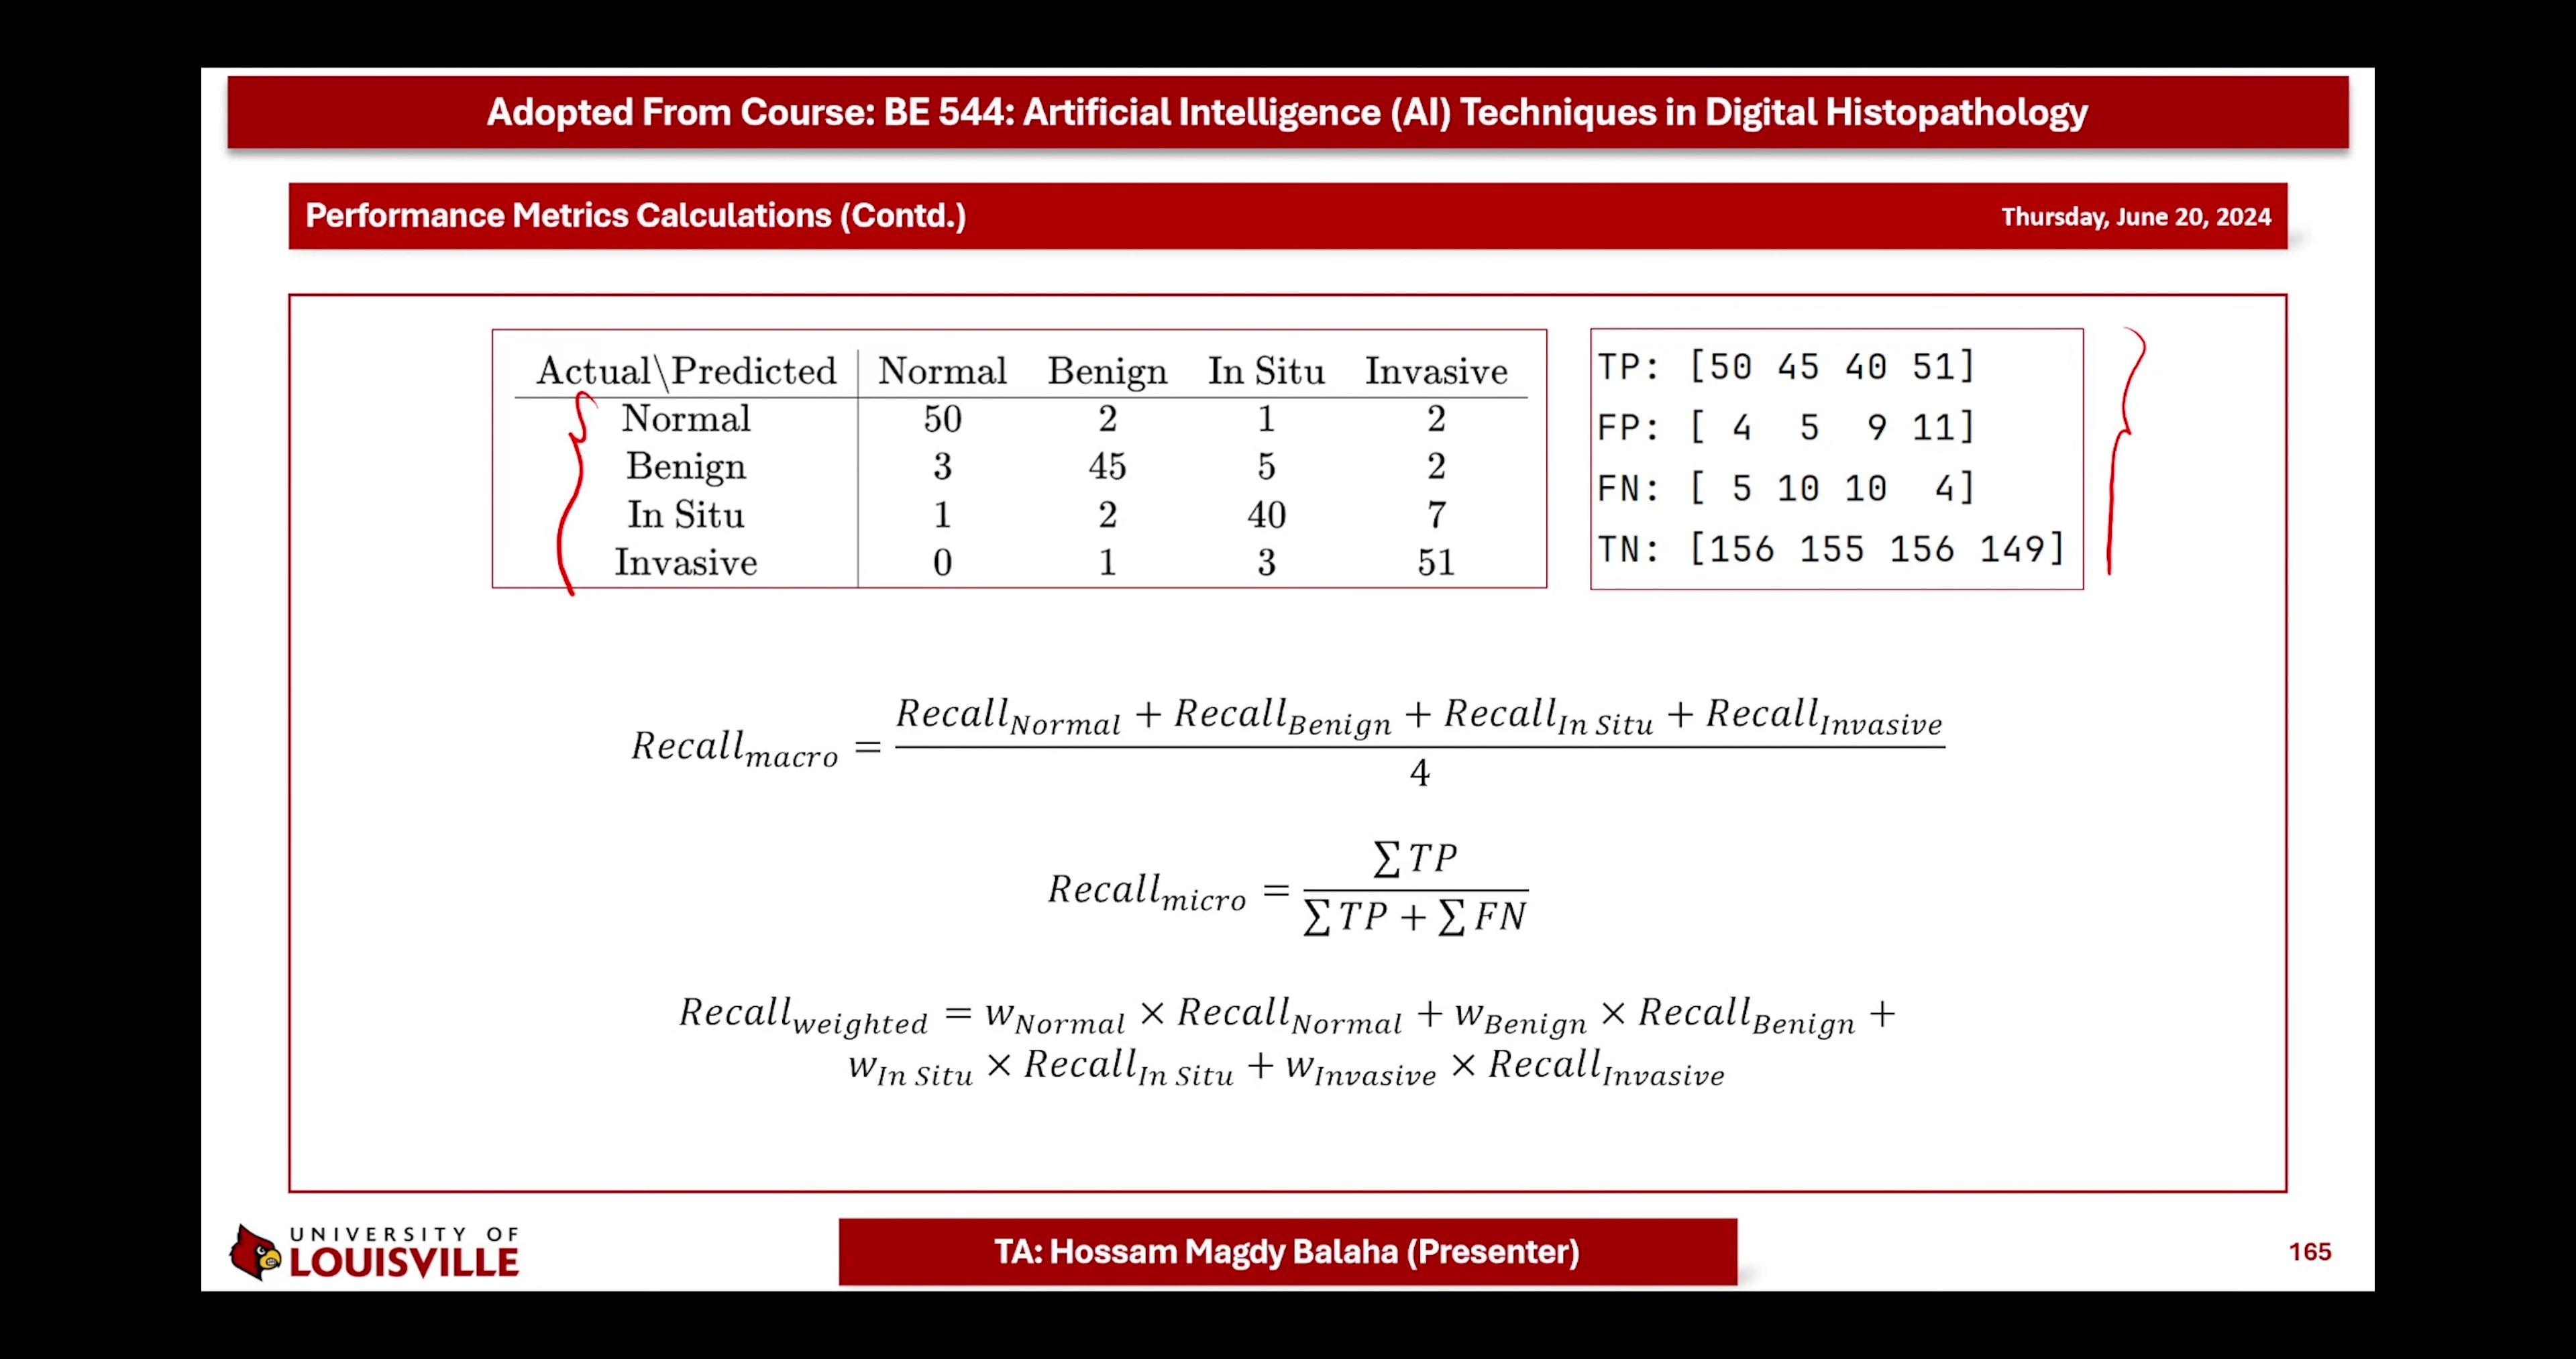 Adopted From Course: BE 544: Artificial Intelligence (AI) Techniques in Digital Histopathology
Performance Metrics Calculations (Contd.)
Thursday, June 20, 2024
Actual\Predicted Normal Benign In Situ Invasive
Normal 50 2 1 2
Benign 3 45 5 2
In Situ 1 2 40 7
Invasive 0 1 3 51
TP: [50 45 40 51]
FP: [ 4 5 9 11]
FN: [ 5 10 10 4]
TN: [156 155 156 149]
Recall_macro = (Recall_Normal + Recall_Benign + Recall_In Situ + Recall_Invasive) / 4
Recall_micro = ∑ TP / (∑ TP + ∑ FN)
Recall_weighted = w_Normal × Recall_Normal + w_Benign × Recall_Benign +
w_In Situ × Recall_In Situ + w_Invasive × Recall_Invasive
UNIVERSITY OF
LOUISVILLE
TA: Hossam Magdy Balaha (Presenter)
165